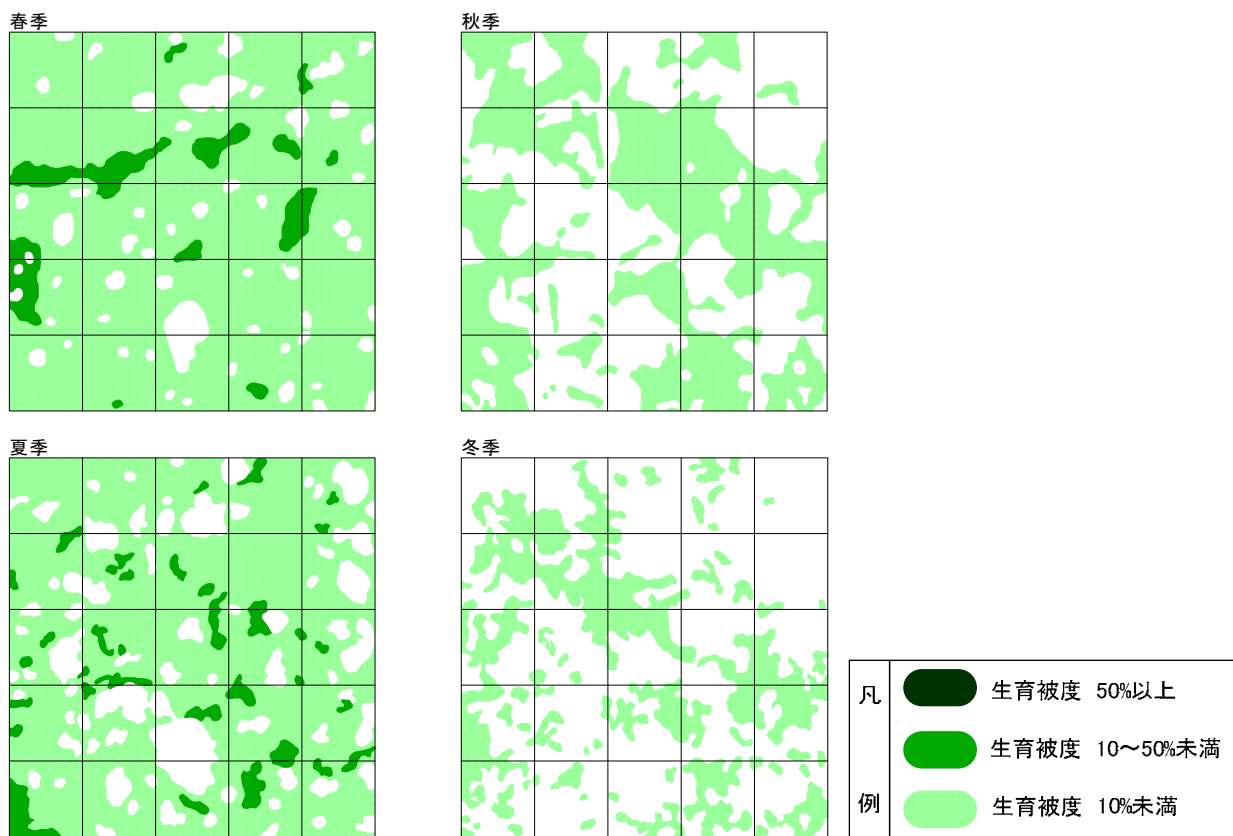 春季
秋季
夏季
冬季
凡例
生育被度 50%以上
生育被度 10～50%未満
生育被度 10%未満